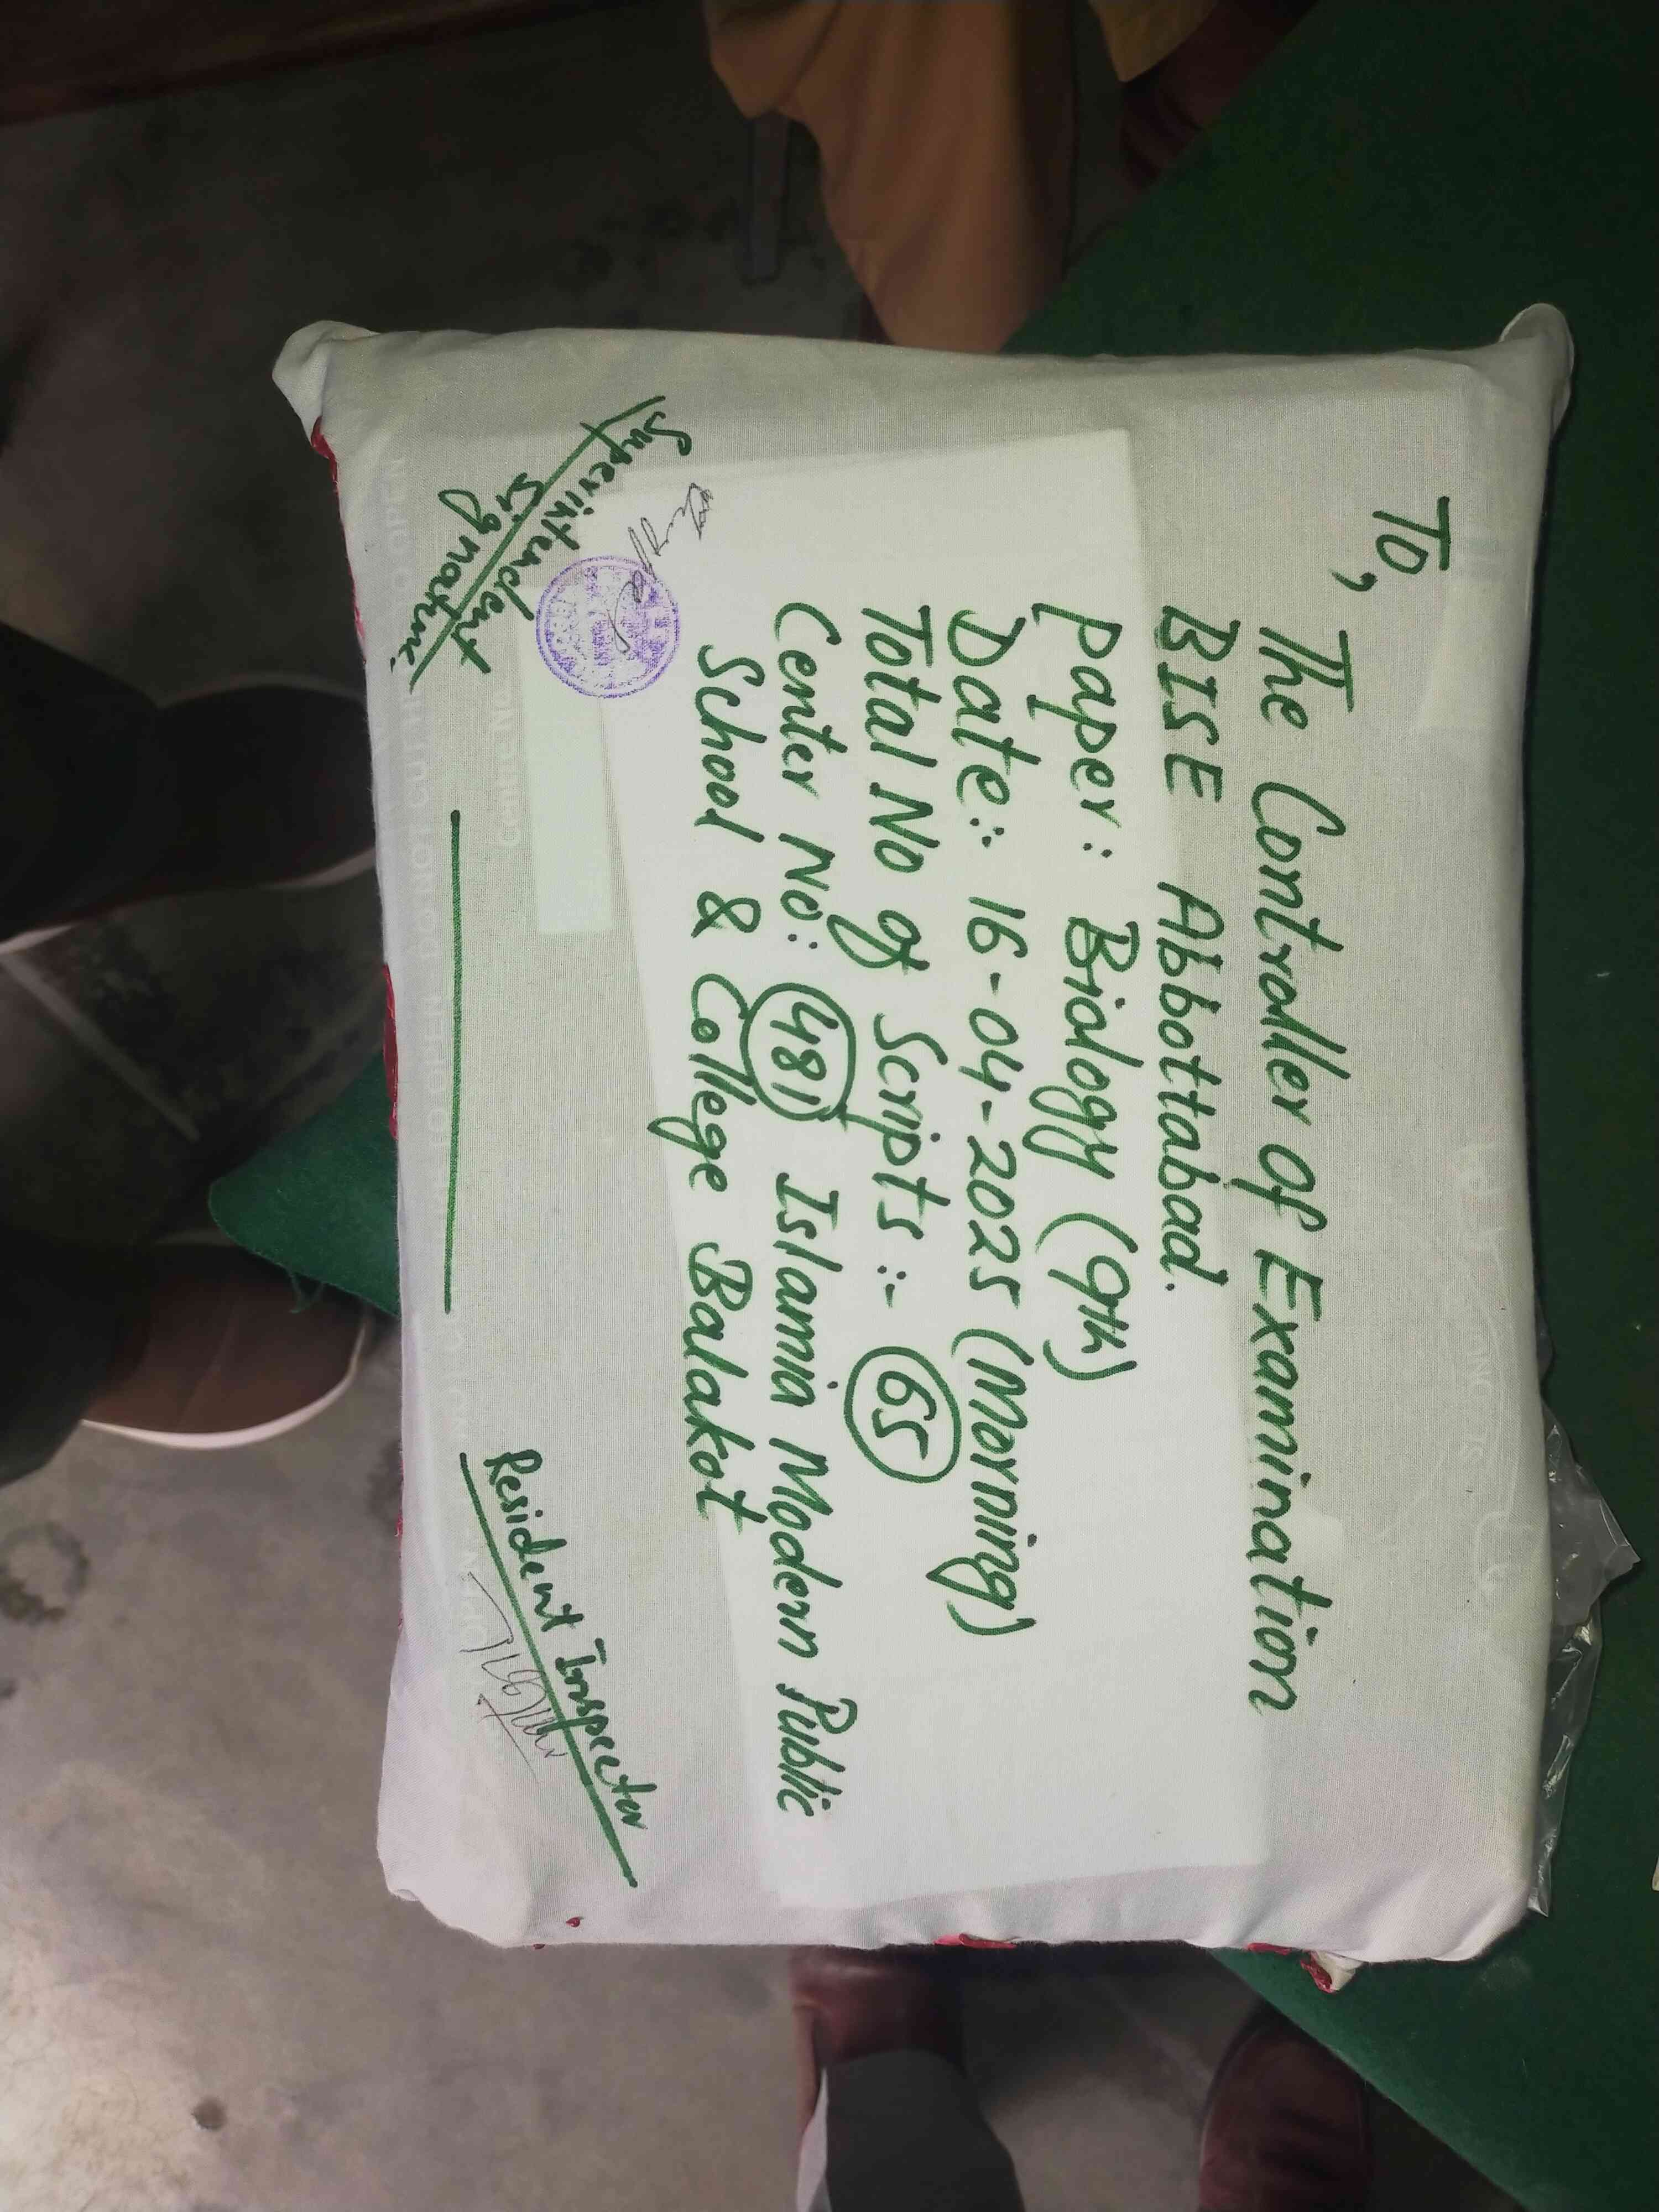 To,
The Controller Of Examination
BISE Abbottabad.
Paper: Biology (9th)
Date:: 16-04-2025 (Morning)
Total No of Scripts:- 65
Center No: 481 Islamia Modern Public
School & College Balakot
Superintendent
Signature.
Resident Inspector